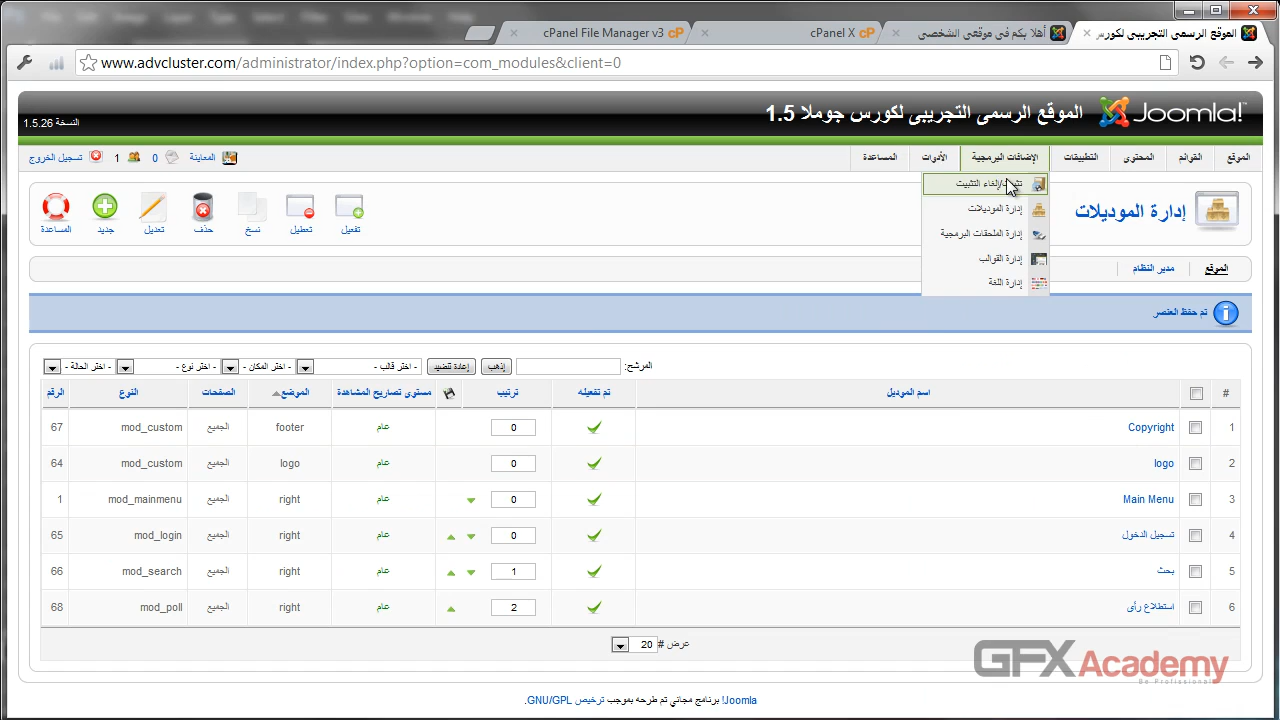 الموقع الرسمى التجريبى لكورس
أهلا بكم فى موقعى الشخصى
cPanel X
cPanel File Manager v3
www.advcluster.com/administrator/index.php?option=com_modules&client=0
Joomla!
الموقع الرسمى التجريبى لكورس جوملا 1.5
النسخة 1.5.26
الموقع
القوائم
المحتوى
التطبيقات
الإضافات البرمجية
الأدوات
المساعدة
المعاينة
0
1
تسجيل الخروج
إلغاء التثبيت
إدارة الموديلات
إدارة الملحقات البرمجية
إدارة القوالب
إدارة اللغة
إدارة الموديلات
تفعيل
تعطيل
نسخ
حذف
تعديل
جديد
المساعدة
الموقع
مدير النظام
تم حفظ العنصر
المرشح:
إذهب
- اختر قالب -
- اختر المكان -
- اختر نوع -
- اختر الحالة -
# اسم الموديل تم تفعيله ترتيب مستوى تصاريح المشاهدة الموضع الصفحات النوع الرقم
1 Copyright 0 عام footer الجميع mod_custom 67
2 logo 0 عام logo الجميع mod_custom 64
3 Main Menu 0 عام right الجميع mod_mainmenu 1
4 تسجيل الدخول 0 عام right الجميع mod_login 65
5 بحث 1 عام right الجميع mod_search 66
6 استطلاع رأى 2 عام right الجميع mod_poll 68
عرض # 20
GFX Academy
Be Professional
Joomla! برنامج مجاني تم طرحه بموجب ترخيص GNU/GPL.